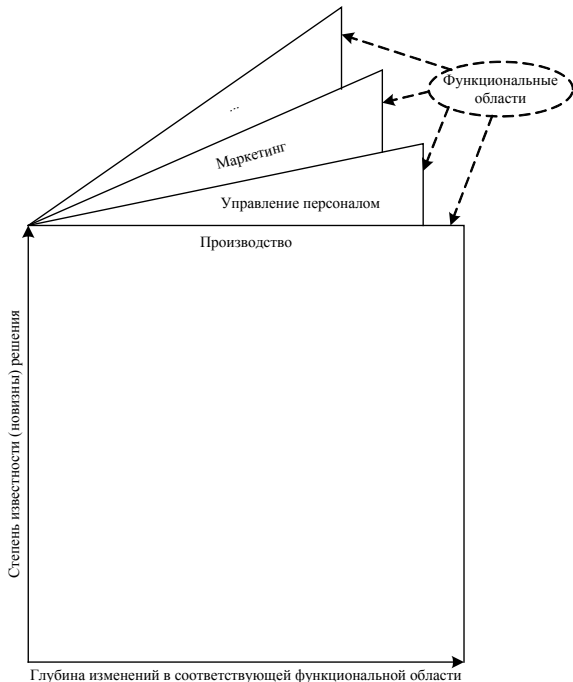 Функциональные
области
...
Маркетинг
Управление персоналом
Производство
Степень известности (новизны) решения
Глубина изменений в соответствующей функциональной области